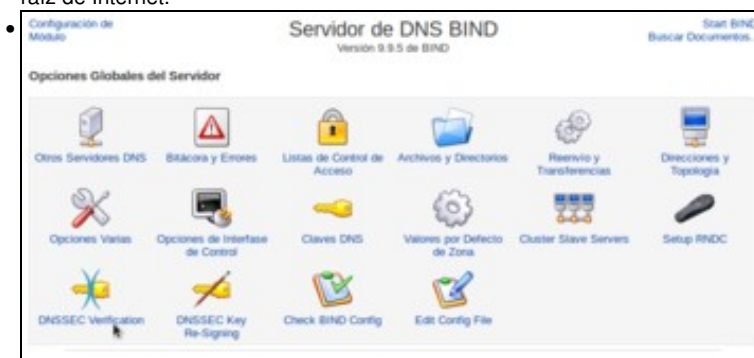 raíz de Internet.
Configuración de
Módulo
Servidor de DNS BIND
Versión 9.9.5 de BIND
Start BIND
Buscar Documentos.
Opciones Globales del Servidor
Otros Servidores DNS
Bitácora y Errores
Listas de Control de
Acceso
Archivos y Directorios
Reenvío y
Transferencias
Direcciones y
Topología
Opciones Varias
Opciones de Interfase
de Control
Claves DNS
Valores por Defecto
de Zona
Cluster Slave Servers
Setup RNDC
DNSSEC Verification
DNSSEC Key
Re-Signing
Check BIND Config
Edit Config File